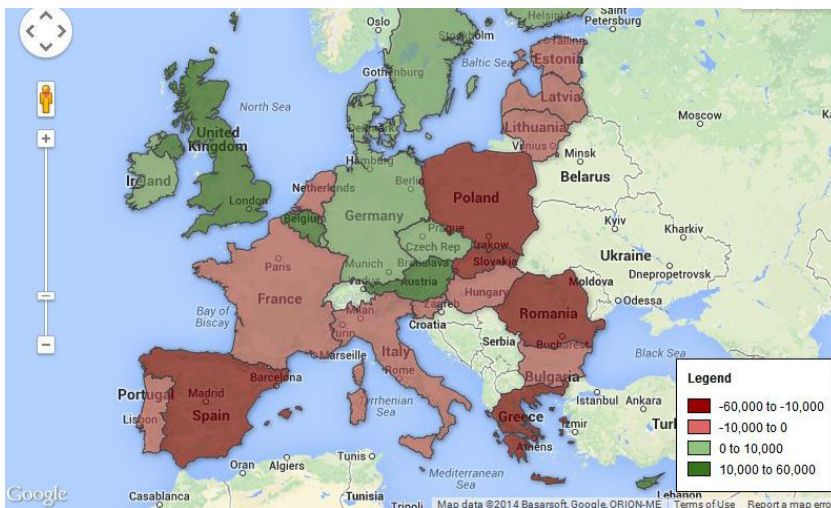 Oslo
Saint
Petersburg
Helsinki
Stockholm
Tallinn
Estonia
Baltic Sea
Gothenburg
Latvia
North Sea
Moscow
Denmark
Lithuania
United
Kingdom
Vilnius
Minsk
Hamburg
Ireland
Netherlands
Berlin
Belarus
Poland
London
Belgium
Germany
Prague
Kyiv
Kharkiv
Czech Rep
Krakow
Slovakia
Ukraine
Paris
Munich
Bratislava
Dnepropetrovsk
Vaduz
Austria
Moldova
Hungary
France
Odessa
Bay of
Biscay
Milan
Zagreb
Romania
Turin
Croatia
Bucharest
Serbia
Marseille
Italy
Black Sea
Barcelona
Rome
Bulgaria
Portugal
Madrid
Istanbul
Ankara
Tyrrhenian
Sea
Lisbon
Spain
Greece
Izmir
Athens
Legend
-60,000 to -10,000
-10,000 to 0
0 to 10,000
10,000 to 60,000
Oran
Algiers
Tunis
Mediterranean
Sea
Lebanon
Google
Casablanca
Tunisia
Tripoli
Map data ©2014 Basarsoft, Google, ORION-ME
Terms of Use
Report a map error